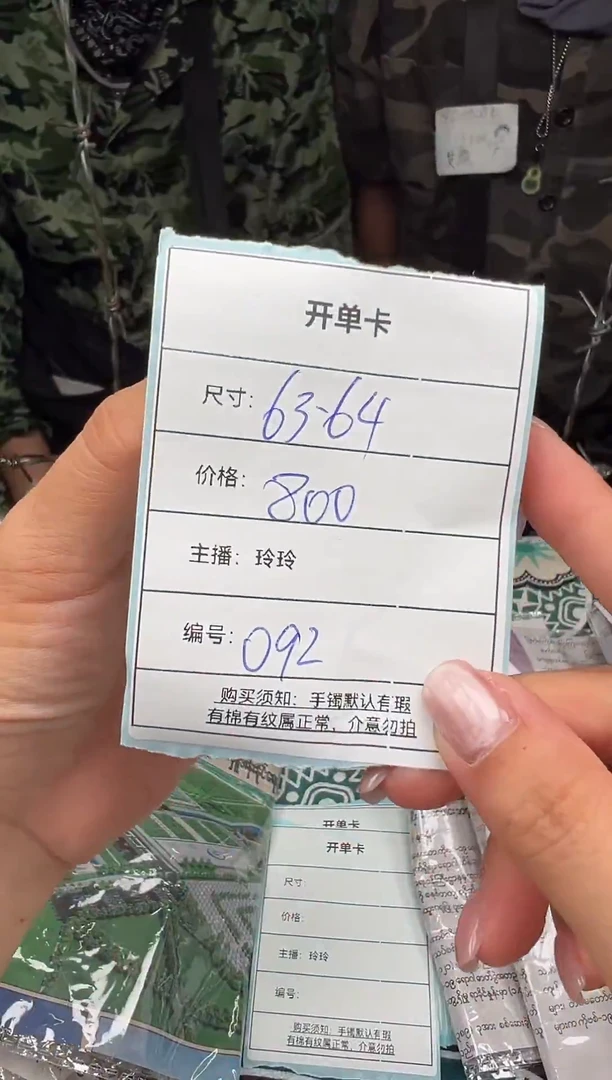 开单卡
尺寸: 63-64
价格: 800
主播: 玲玲
编号: 092
购买须知: 手镯默认有瑕
有棉有纹属正常, 介意勿拍
开单卡
开单卡
尺寸:
价格:
主播: 玲玲
编号:
购买须知: 手镯默认有瑕
有棉有纹属正常, 介意勿拍